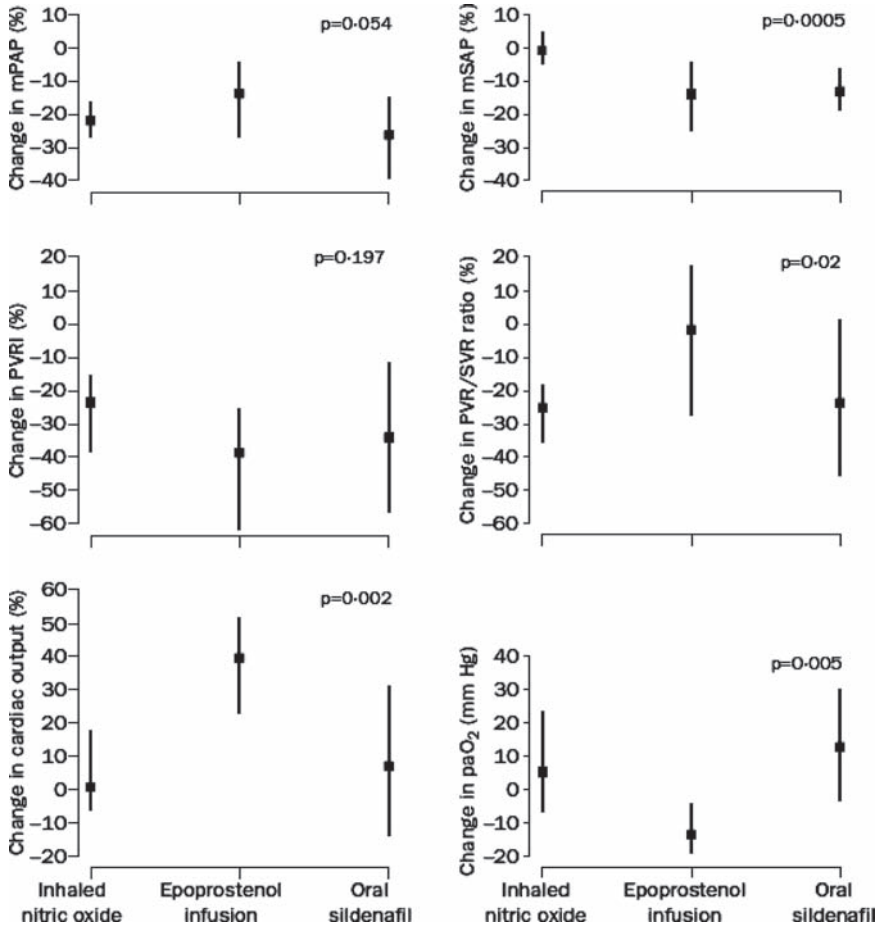 Change in mPAP (%)
10
0
–10
–20
–30
–40
p=0·054
Change in mSAP (%)
10
0
–10
–20
–30
40
p=0·0005
Change in PVRI (%)
20
10
0
–10
–20
–30
–40
–50
–60
p=0·197
Change in PVR/SVR ratio (%)
20
10
0
–10
–20
–30
–40
–50
–60
p=0·02
Change in cardiac output (%)
60
50
40
30
20
10
0
–10
–20
p=0·002
Inhaled
nitric oxide
Epoprostenol
infusion
Oral
sildenafil
Change in paO₂ (mm Hg)
40
30
20
10
0
–10
–20
p=0·005
Inhaled
nitric oxide
Epoprostenol
infusion
Oral
sildenafil